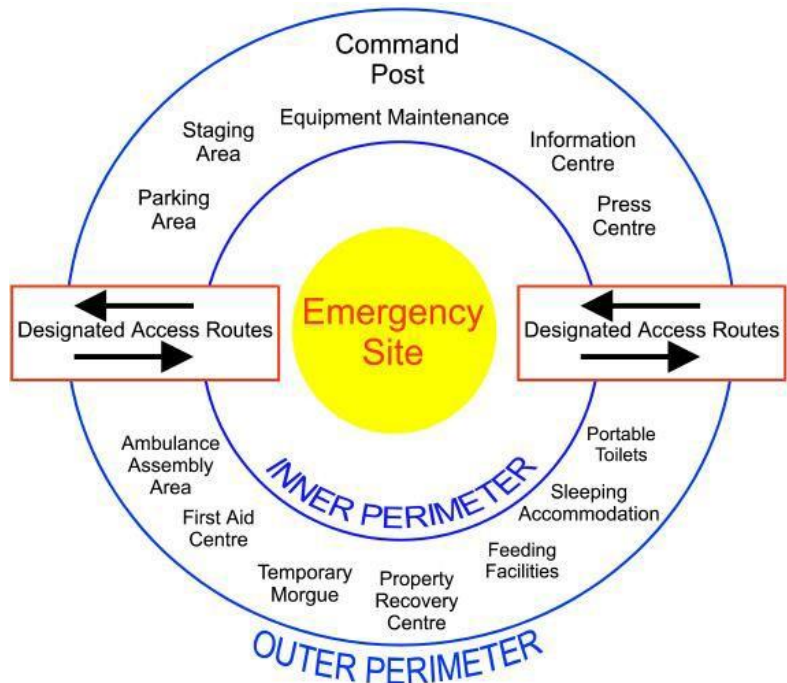 Command
Post
Equipment Maintenance
Staging
Area
Information
Centre
Parking
Area
Press
Centre
Designated Access Routes
Emergency
Site
Designated Access Routes
Ambulance
Assembly
Area
Portable
Toilets
INNER PERIMETER
Sleeping
Accommodation
First Aid
Centre
Feeding
Facilities
Temporary
Morgue
Property
Recovery
Centre
OUTER PERIMETER